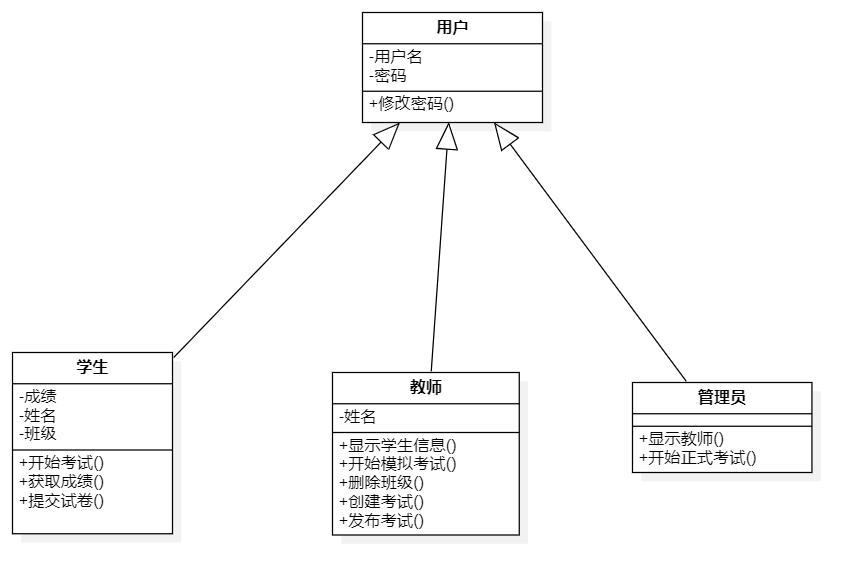 用户
-用户名
-密码
+修改密码()
学生
-成绩
-姓名
-班级
+开始考试()
+获取成绩()
+提交试卷()
教师
-姓名
+显示学生信息()
+开始模拟考试()
+删除班级()
+创建考试()
+发布考试()
管理员
+显示教师()
+开始正式考试()